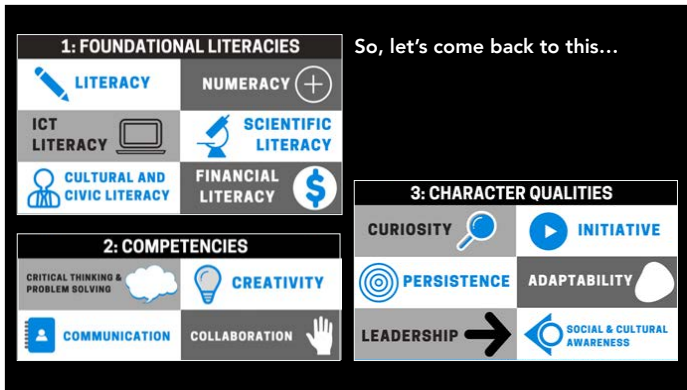 1: FOUNDATIONAL LITERACIES
LITERACY
NUMERACY
ICT
LITERACY
SCIENTIFIC
LITERACY
CULTURAL AND
CIVIC LITERACY
FINANCIAL
LITERACY
$
So, let's come back to this…
2: COMPETENCIES
CRITICAL THINKING &
PROBLEM SOLVING
CREATIVITY
COMMUNICATION
COLLABORATION
3: CHARACTER QUALITIES
CURIOSITY
INITIATIVE
PERSISTENCE
ADAPTABILITY
LEADERSHIP
SOCIAL & CULTURAL
AWARENESS